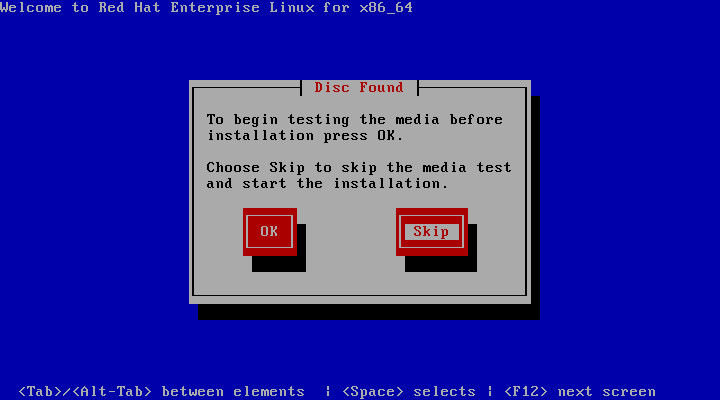 Welcome to Red Hat Enterprise Linux for x86_64
Disc Found
To begin testing the media before
installation press OK.
Choose Skip to skip the media test
and start the installation.
OK
Skip
<Tab>/<Alt-Tab> between elements | <Space> selects | <F12> next screen